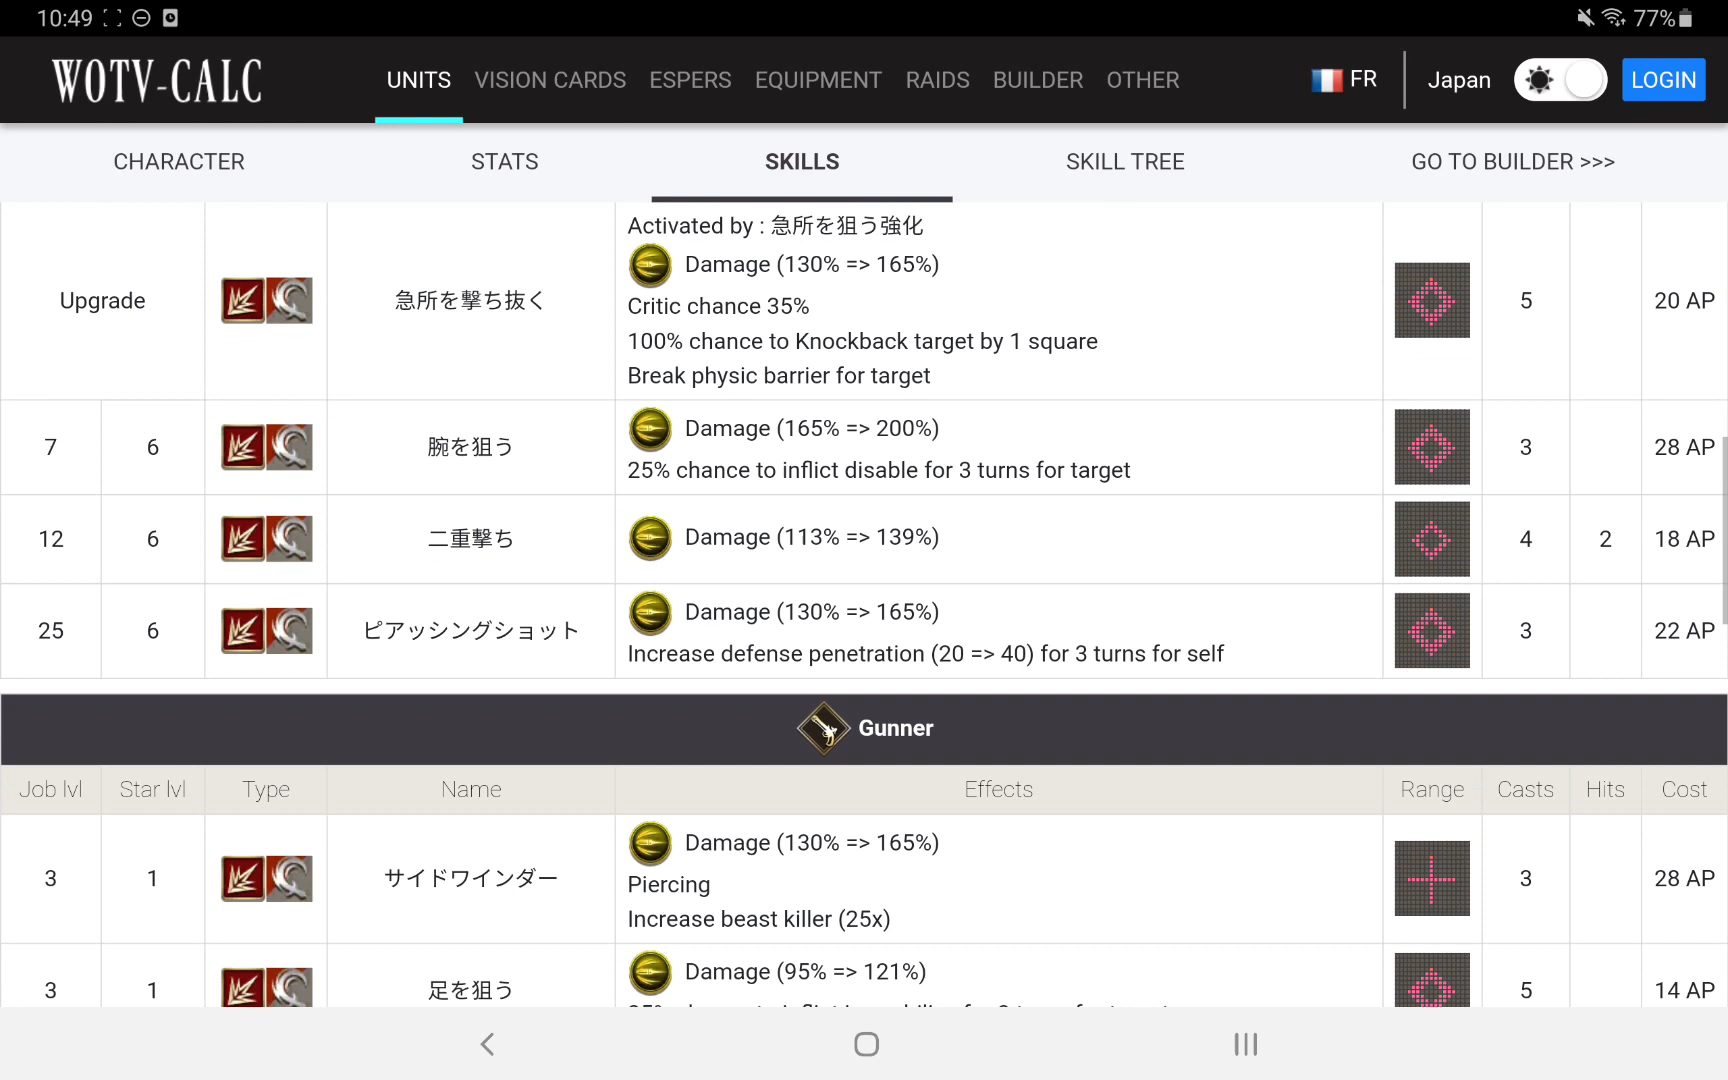 10:49
77%
WOTV-CALC
UNITS VISION CARDS ESPERS EQUIPMENT RAIDS BUILDER OTHER FR Japan LOGIN
CHARACTER STATS SKILLS SKILL TREE GO TO BUILDER >>>
Upgrade
急所を撃ち抜く
Activated by : 急所を狙う強化
Damage (130% => 165%)
Critic chance 35%
100% chance to Knockback target by 1 square
Break physic barrier for target
5
20 AP
7
6
腕を狙う
Damage (165% => 200%)
25% chance to inflict disable for 3 turns for target
3
28 AP
12
6
二重撃ち
Damage (113% => 139%)
4
2
18 AP
25
6
ピアッシングショット
Damage (130% => 165%)
Increase defense penetration (20 => 40) for 3 turns for self
3
22 AP
Gunner
Job lvl Star lvl Type Name Effects Range Casts Hits Cost
3
1
サイドワインダー
Damage (130% => 165%)
Piercing
Increase beast killer (25x)
3
28 AP
3
1
足を狙う
Damage (95% => 121%)
5
14 AP